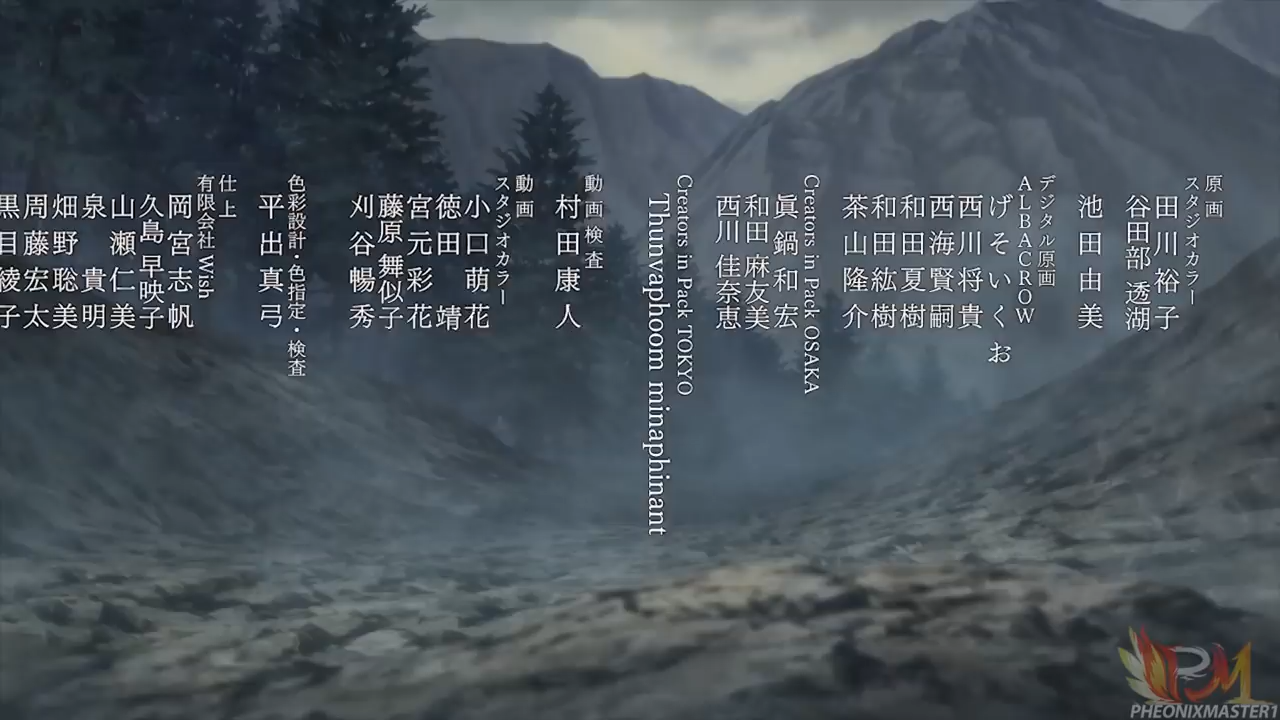 原画
スタジオカラー
田川裕子
谷田部透湖
池田由美
デジタル原画
ALBACROW
げそいくお
西川将貴
西海賢嗣
和田夏樹
和田紘樹
茶山隆介
Creators in Pack OSAKA
眞鍋和宏
和田麻友美
西川佳奈恵
Creators in Pack TOKYO
Thunvaphoom minaphinant
動画検査
村田康人
動画
スタジオカラー
小口萌花
徳田靖
宮元彩花
藤原舞似子
刈谷暢秀
色彩設計・色指定・検査
平出真弓
仕上
有限会社 Wish
岡宮志帆
久島早映子
山瀬仁美
泉貴明
畑野聡美
周藤宏太
黒目綾子
PHEONIXMASTER1